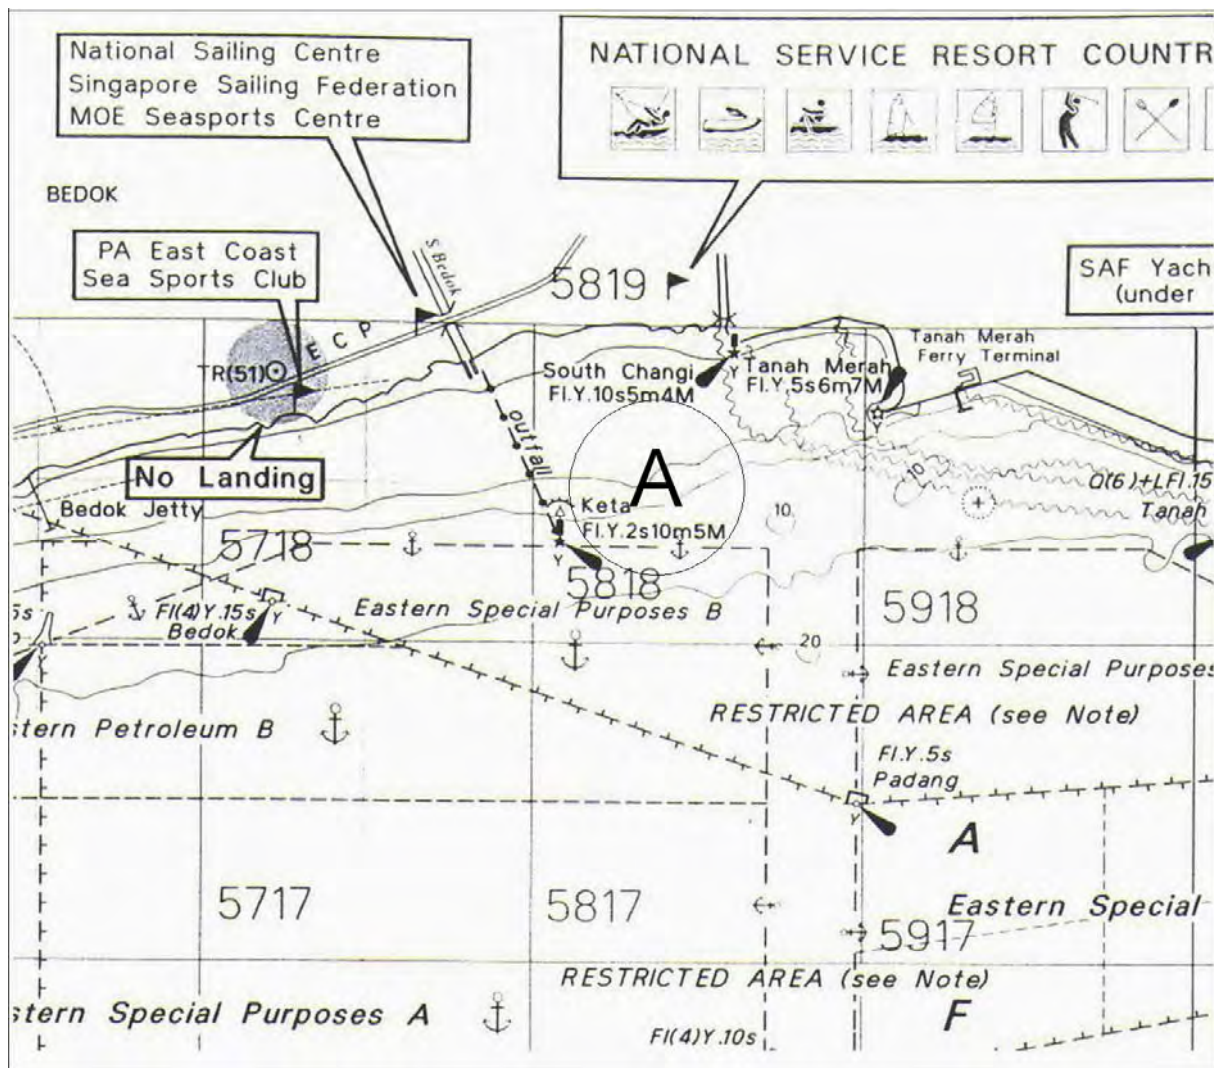 National Sailing Centre
Singapore Sailing Federation
MOE Seasports Centre
NATIONAL SERVICE RESORT COUNTR
BEDOK
PA East Coast
Sea Sports Club
S Bedok
5819
SAF Yach
(under
E C P
TR(51)
Tanah Merah
Ferry Terminal
South Changi
Fl.Y.10s5m4M
Y
Tanah Merah
Fl.Y.5s6m7M
Y
outfall
A
No Landing
Bedok Jetty
Keta
Fl.Y.2s10m5M
Y
10
10
Q(6)+LFl.15
Tanah
5718
5818
5918
5s
Fl(4)Y.15s
Y
Bedok
Eastern Special Purposes B
20
Eastern Special Purposes
stern Petroleum B
RESTRICTED AREA (see Note)
Fl.Y.5s
Padang
Y
A
5717
5817
5917
Eastern Special
RESTRICTED AREA (see Note)
stern Special Purposes A
F
Fl(4)Y.10s